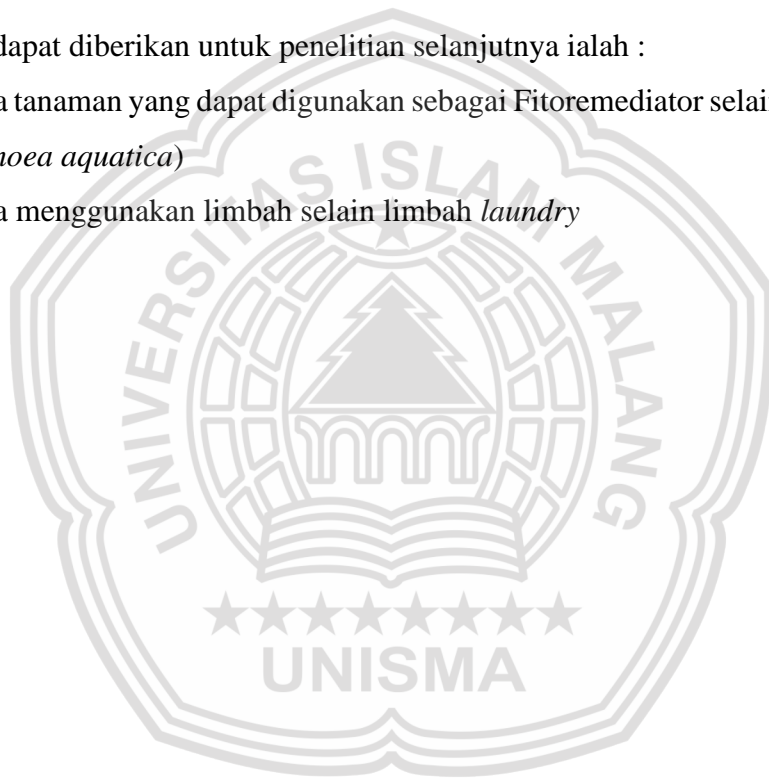 dapat diberikan untuk penelitian selanjutnya ialah :
a tanaman yang dapat digunakan sebagai Fitoremediator selai
noea aquatica)
a menggunakan limbah selain limbah laundry
UNIVERSITAS ISLAM MALANG
UNISMA